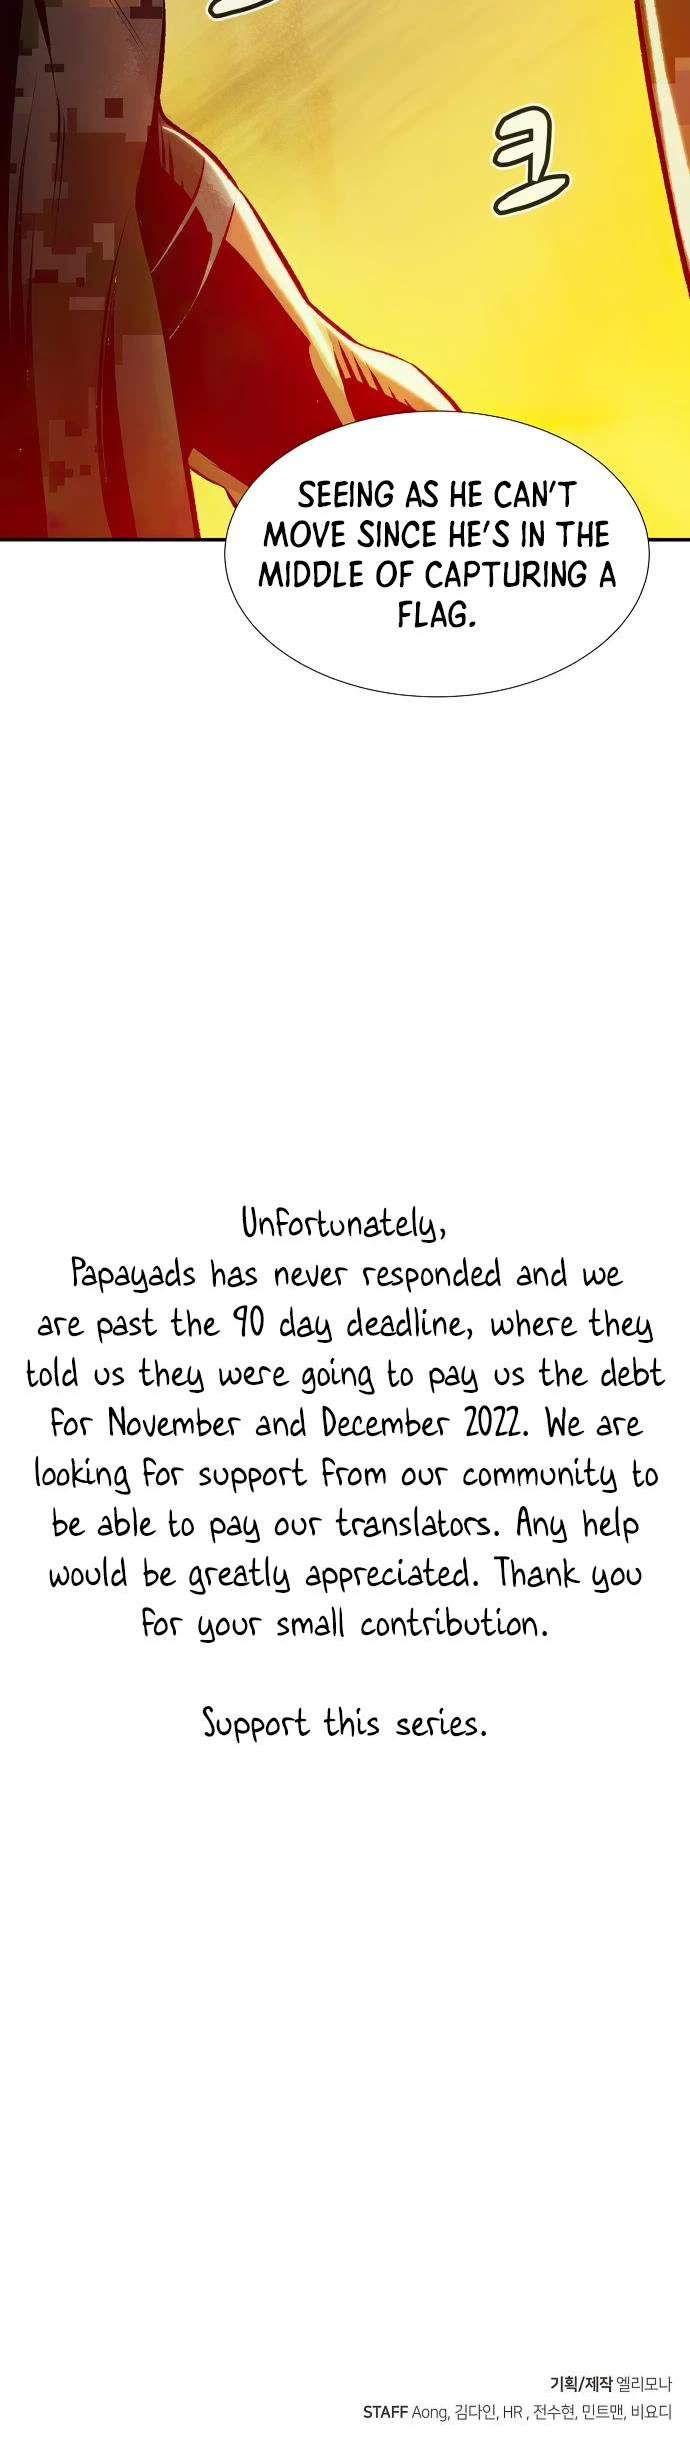 크
SEEING AS HE CAN'T
MOVE SINCE HE'S IN THE
MIDDLE OF CAPTURING A
FLAG.
Unfortunately,
Papayads has never responded and we
are past the 90 day deadline, where they
told us they were going to pay us the debt
for November and December 2022. We are
looking for support from our community to
be able to pay our translators. Any help
would be greatly appreciated. Thank you
for your small contribution.
Support this series.
기획/제작 엘리모나
STAFF Aong, 김다인, HR , 전수현, 민트맨, 비요디